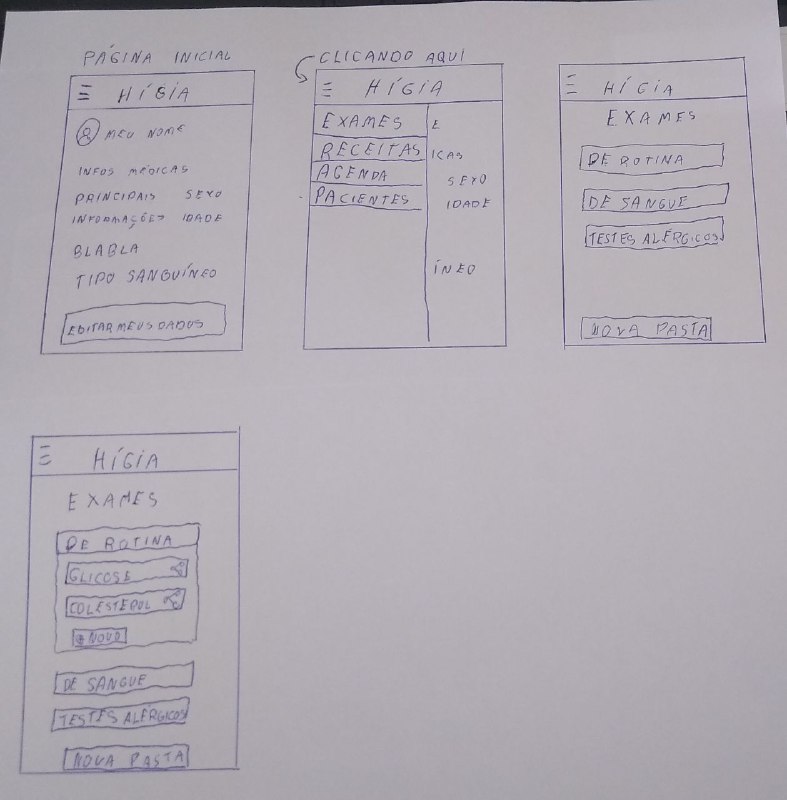 PÁGINA INICIAL
HÍGIA
MEU NOME
INFOS MÉDICAS
PRINCIPAIS SEXO
INFORMAÇÕES IDADE
BLABLA
TIPO SANGUÍNEO
EDITAR MEUS DADOS
CLICANDO AQUI
HÍGIA
EXAMES E
RECEITAS ICAS
AGENDA SEXO
PACIENTES IDADE
ÍNEO
HÍGIA
EXAMES
DE ROTINA
DE SANGUE
TESTES ALÉRGICOS
NOVA PASTA
HÍGIA
EXAMES
DE ROTINA
GLICOSE
COLESTEROL
+ NOVO
DE SANGUE
TESTES ALÉRGICOS
NOVA PASTA